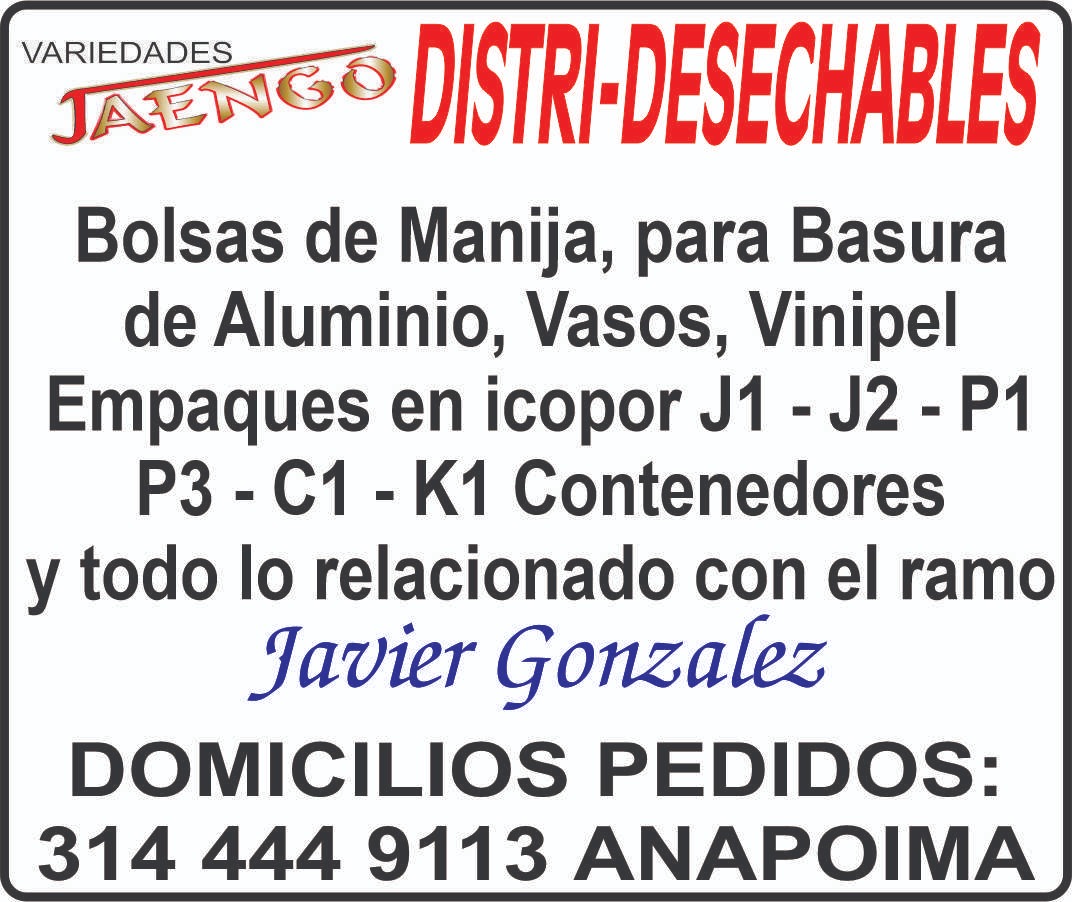 VARIEDADES
JAENGO
DISTRI-DESECHABLES
Bolsas de Manija, para Basura
de Aluminio, Vasos, Vinipel
Empaques en icopor J1 - J2 - P1
P3 - C1 - K1 Contenedores
y todo lo relacionado con el ramo
Javier Gonzalez
DOMICILIOS PEDIDOS:
314 444 9113 ANAPOIMA